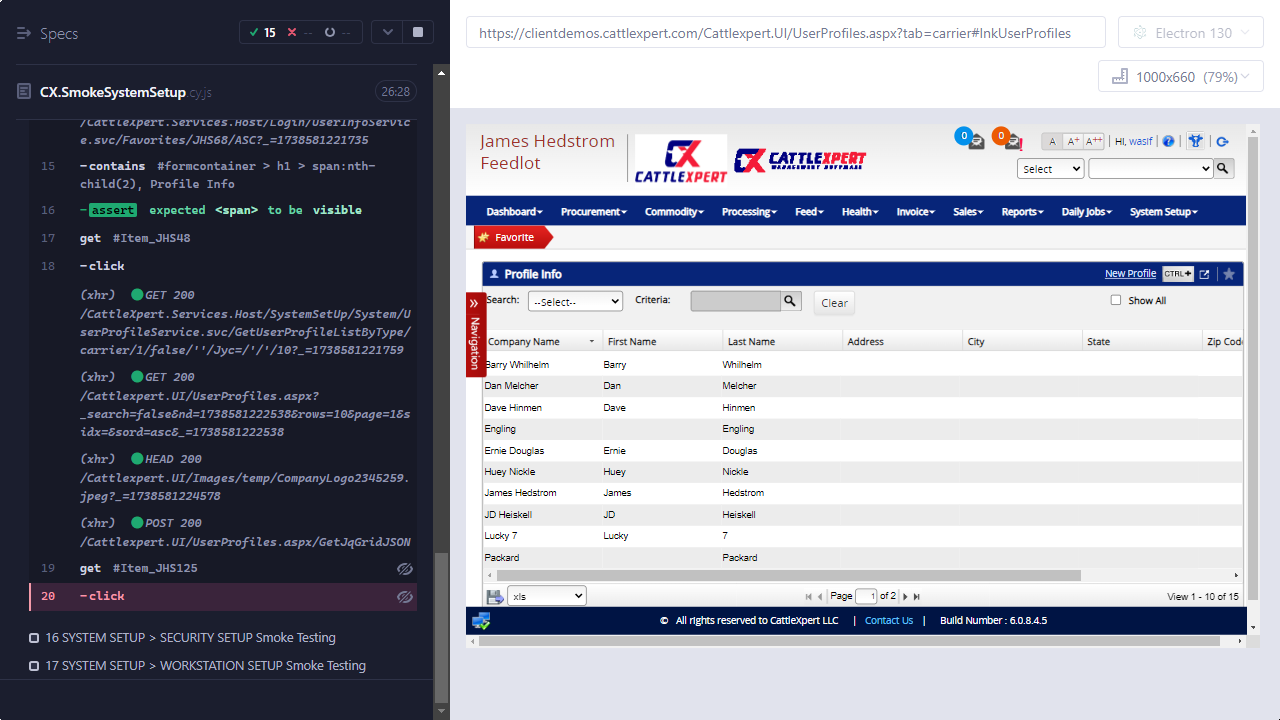 Specs
15
--
--
https://clientdemos.cattlexpert.com/Cattlexpert.UI/UserProfiles.aspx?tab=carrier#lnkUserProfiles
Electron 130
1000x660 (79%)
CX.SmokeSystemSetup.cy.js
26:28
/CattleXpert.Services.Host/Login/UserInfoServic
e.svc/Favorites/JHS68/ASC?_=1738581221735
15 -contains #formcontainer > h1 > span:nth-
child(2), Profile Info
16 -assert expected <span> to be visible
17 get #Item_JHS48
18 -click
(xhr) GET 200
/CattleXpert.Services.Host/SystemSetUp/System/U
serProfileService.svc/GetUserProfileListByType/
carrier/1/false/''/Jyc=/'/'/10?_=1738581221759
(xhr) GET 200
/Cattlexpert.UI/UserProfiles.aspx?
_search=false&nd=1738581222538&rows=10&page=1&s
idx=&sord=asc&_=1738581222538
(xhr) HEAD 200
/Cattlexpert.UI/Images/temp/CompanyLogo2345259.
jpeg?_=1738581224578
(xhr) POST 200
/Cattlexpert.UI/UserProfiles.aspx/GetJqGridJSON
19 get #Item_JHS125
20 -click
16 SYSTEM SETUP > SECURITY SETUP Smoke Testing
17 SYSTEM SETUP > WORKSTATION SETUP Smoke Testing
James Hedstrom
Feedlot
CX
CATTLEXPERT
CX CATTLEXPERT
MANAGEMENT SOFTWARE
0
0
A A+ A++
Hi, wasif
Select
Dashboard Procurement Commodity Processing Feed Health Invoice Sales Reports Daily Jobs System Setup
Favorite
Profile Info
New Profile CTRL+
Search: --Select-- Criteria: Clear Show All
Navigation
Company Name First Name Last Name Address City State Zip Code
Barry Whilhelm Barry Whilhelm
Dan Melcher Dan Melcher
Dave Hinmen Dave Hinmen
Engling Engling
Ernie Douglas Ernie Douglas
Huey Nickle Huey Nickle
James Hedstrom James Hedstrom
JD Heiskell JD Heiskell
Lucky 7 Lucky 7
Packard Packard
xls
Page 1 of 2
View 1 - 10 of 15
© All rights reserved to CattleXpert LLC | Contact Us | Build Number : 6.0.8.4.5